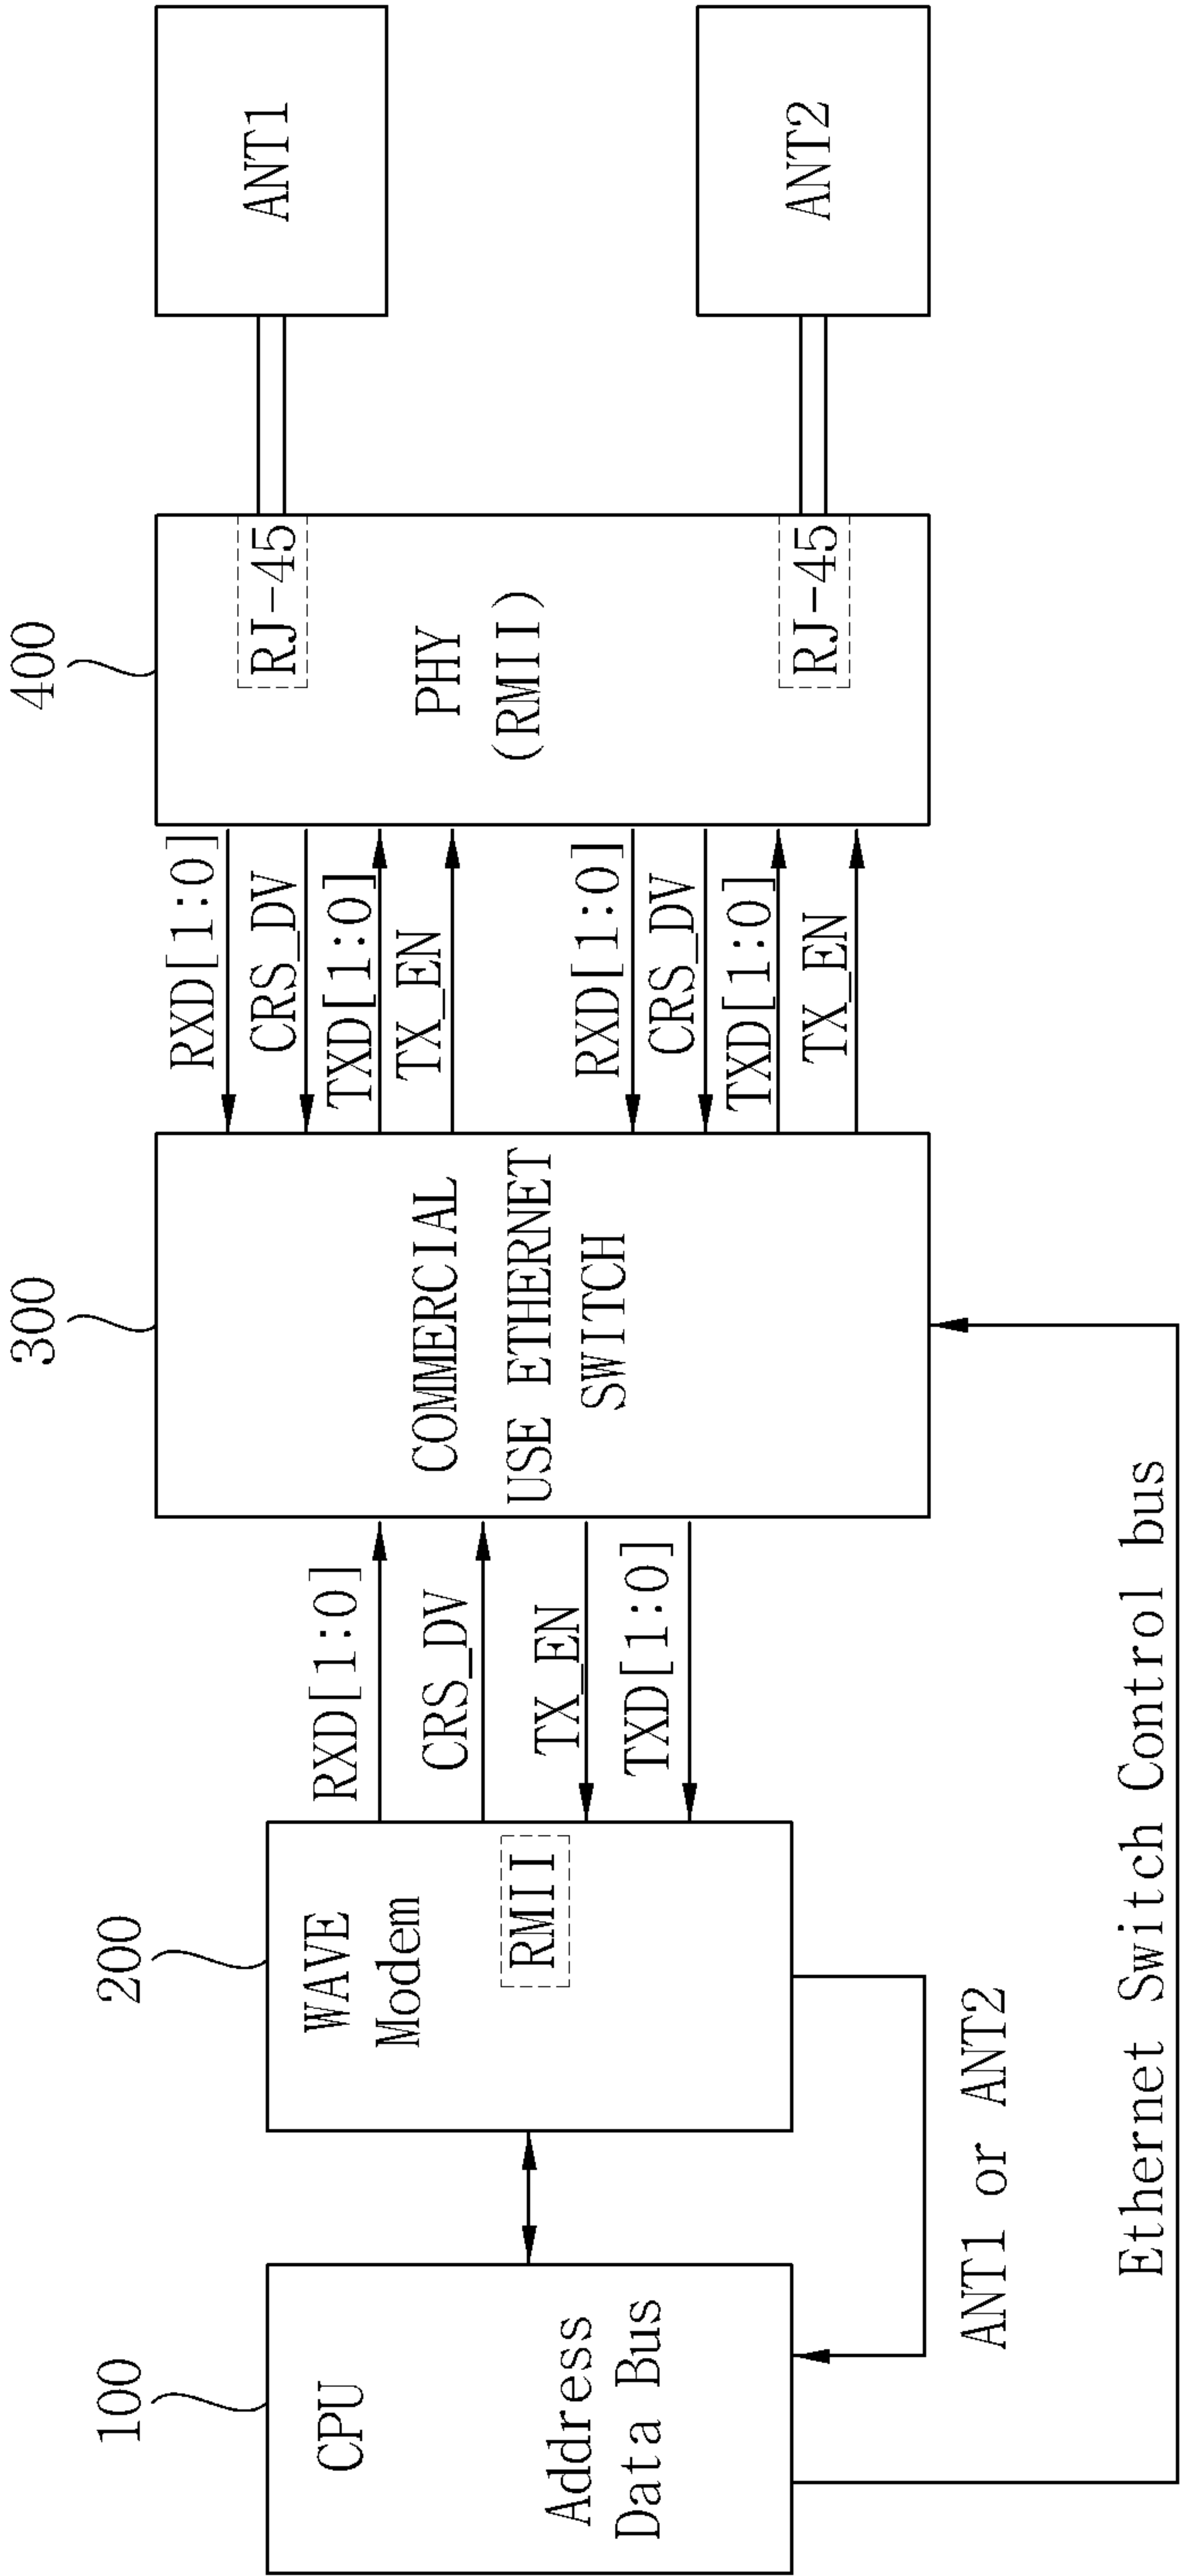 100
CPU
Address
Data Bus
200
WAVE
Modem
RMII
ANT1 or ANT2
RXD[1:0]
CRS_DV
TX_EN
TXD[1:0]
300
COMMERCIAL
USE ETHERNET
SWITCH
Ethernet Switch Control bus
RXD[1:0]
CRS_DV
TXD[1:0]
TX_EN
RXD[1:0]
CRS_DV
TXD[1:0]
TX_EN
400
RJ-45
PHY
(RMII)
RJ-45
ANT1
ANT2